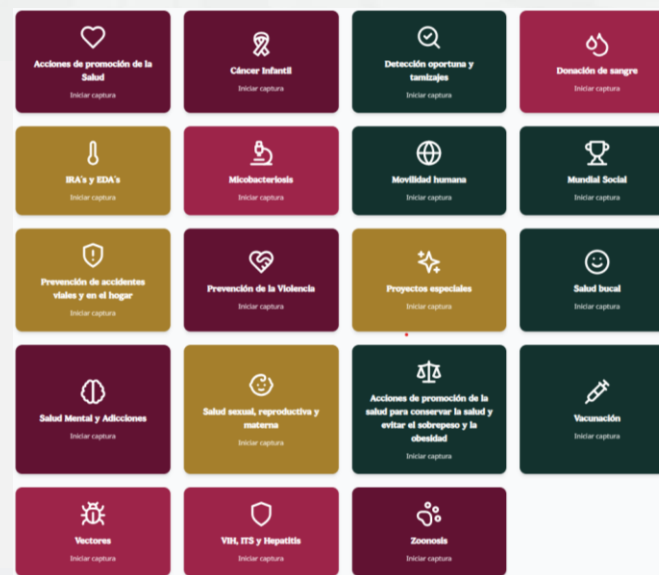 Acciones de promoción de la
Salud
Iniciar captura
Cáncer Infantil
Iniciar captura
Detección oportuna y
tamizajes
Iniciar captura
Donación de sangre
Iniciar captura
IRA's y EDA's
Iniciar captura
Micobacteriosis
Iniciar captura
Movilidad humana
Iniciar captura
Mundial Social
Iniciar captura
Prevención de accidentes
viales y en el hogar
Iniciar captura
Prevención de la Violencia
Iniciar captura
Proyectos especiales
Iniciar captura
Salud bucal
Iniciar captura
Salud Mental y Adicciones
Iniciar captura
Salud sexual, reproductiva y
materna
Iniciar captura
Acciones de promoción de la
salud para conservar la salud y
evitar el sobrepeso y la
obesidad
Iniciar captura
Vacunación
Iniciar captura
Vectores
Iniciar captura
VIH, ITS y Hepatitis
Iniciar captura
Zoonosis
Iniciar captura